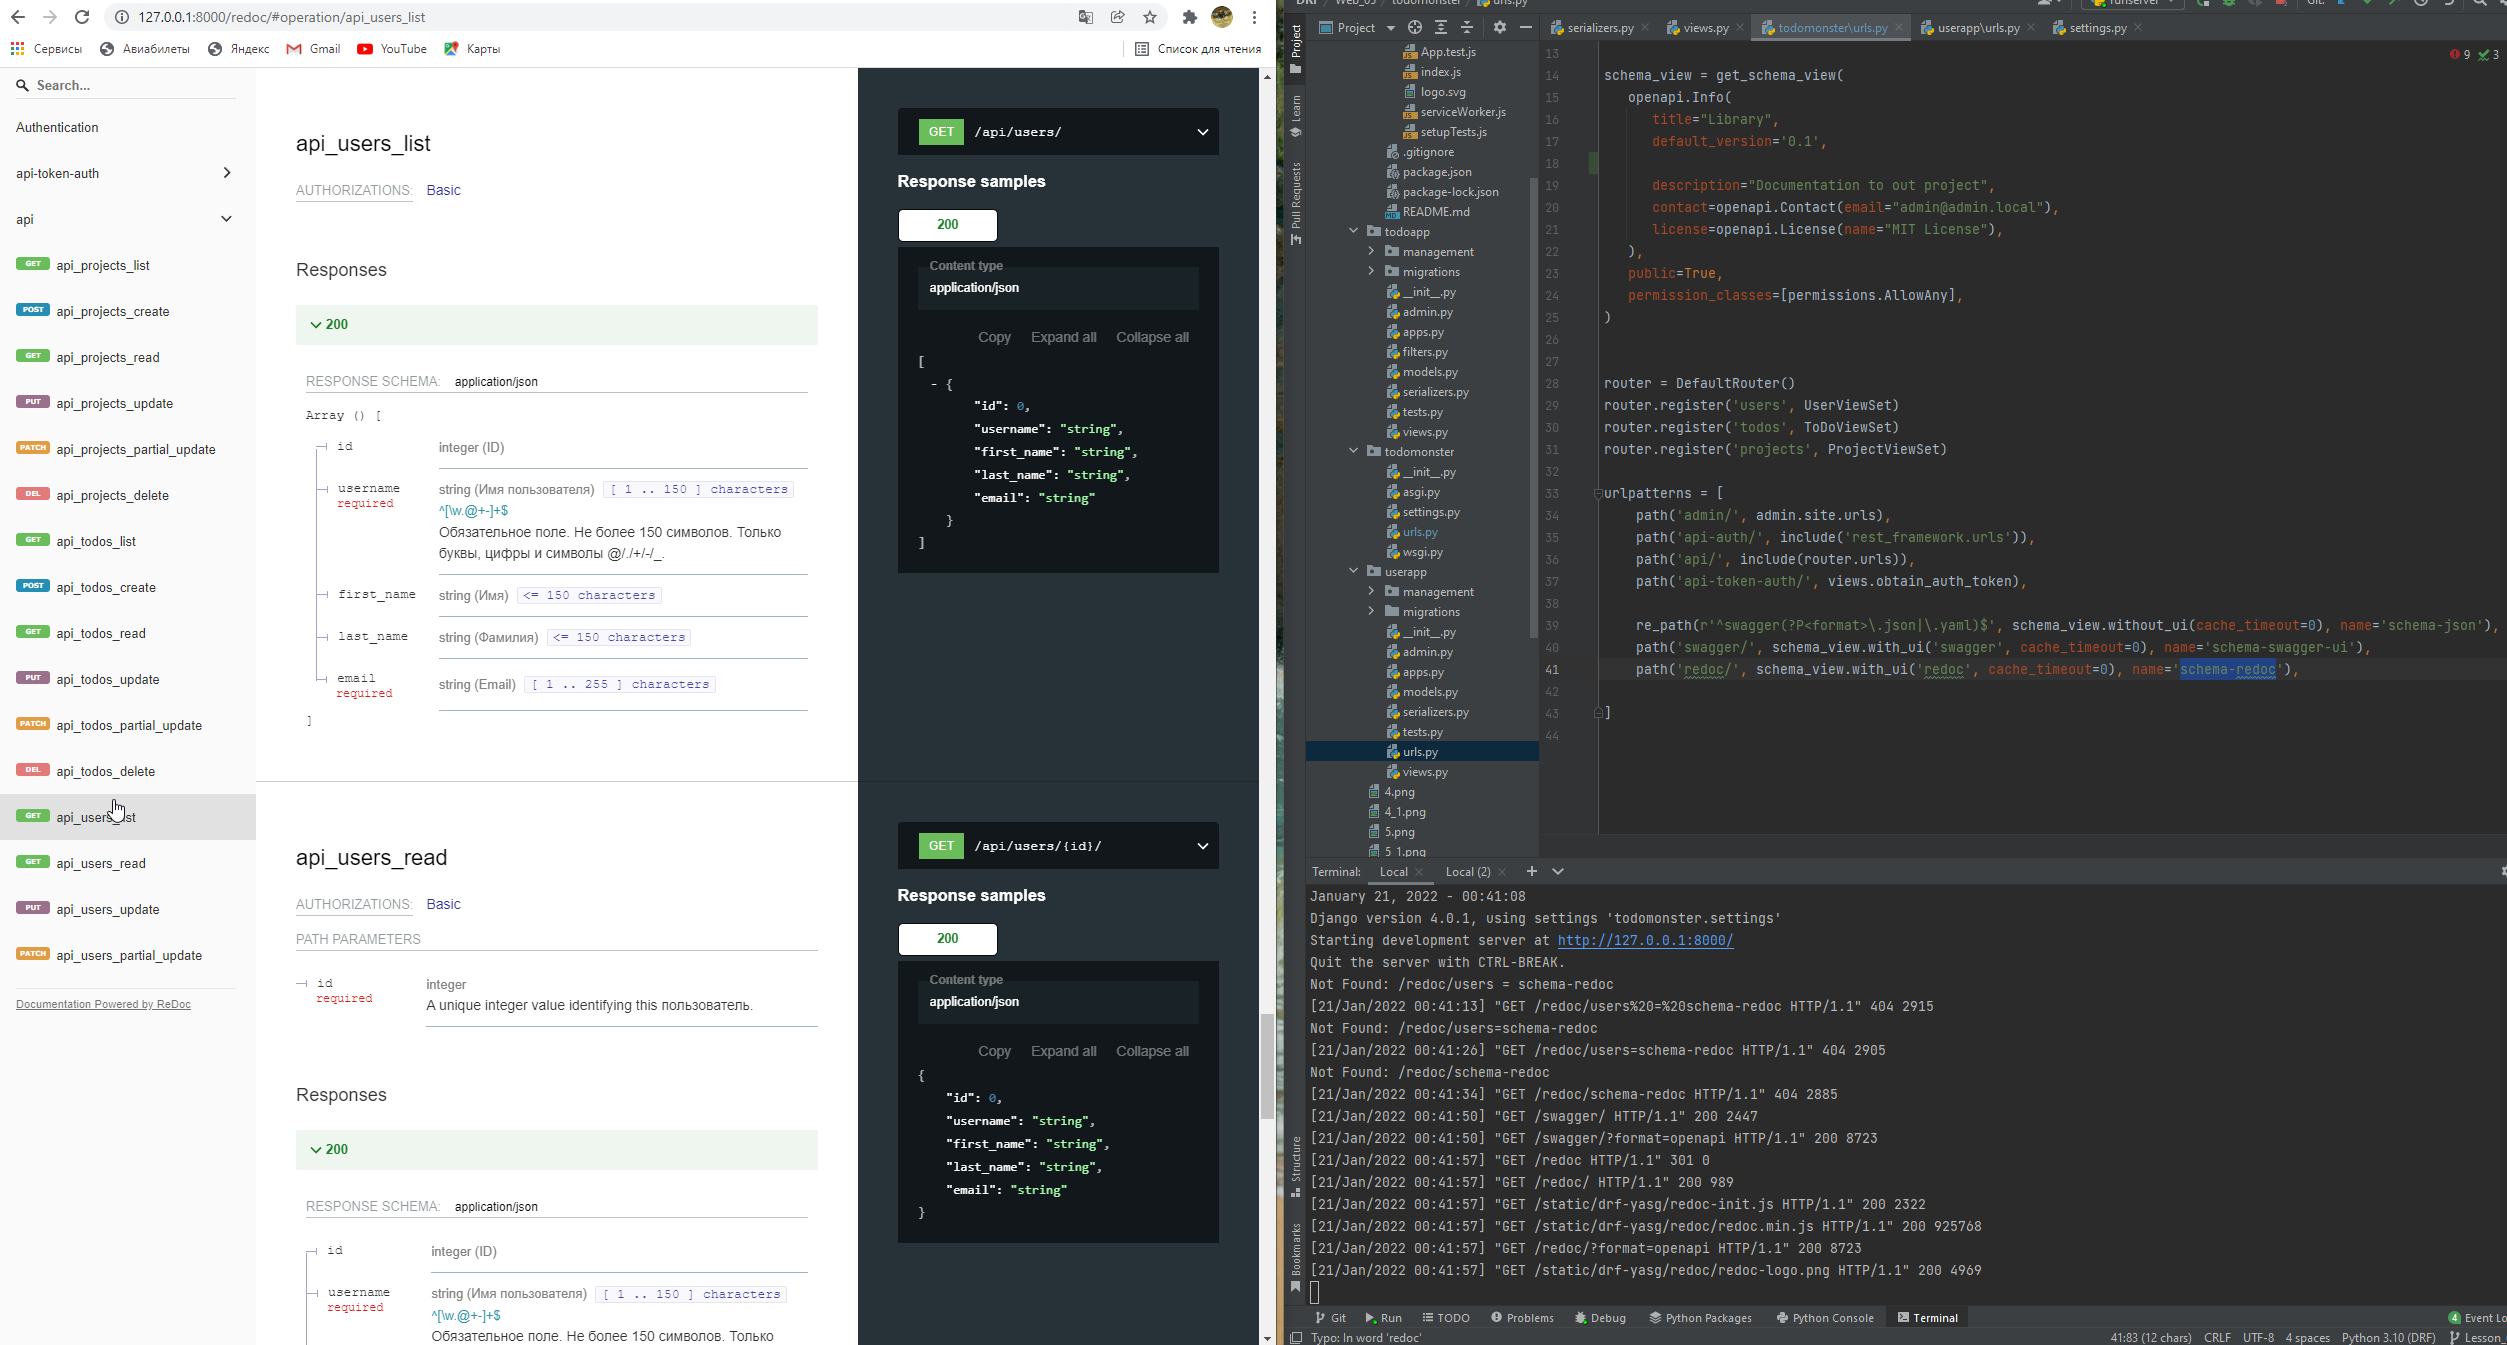 127.0.0.1:8000/redoc/#operation/api_users_list
Сервисы
Авиабилеты
Яндекс
Gmail
YouTube
Карты
Список для чтения
Search...
Authentication
api-token-auth
api
GET api_projects_list
POST api_projects_create
GET api_projects_read
PUT api_projects_update
PATCH api_projects_partial_update
DEL api_projects_delete
GET api_todos_list
POST api_todos_create
GET api_todos_read
PUT api_todos_update
PATCH api_todos_partial_update
DEL api_todos_delete
GET api_users_list
GET api_users_read
PUT api_users_update
PATCH api_users_partial_update
Documentation Powered by ReDoc
api_users_list
AUTHORIZATIONS: Basic
Responses
200
RESPONSE SCHEMA: application/json
Array () [
id integer (ID)
username string (Имя пользователя) [ 1 .. 150 ] characters
required ^[\w.@+-]+$
Обязательное поле. Не более 150 символов. Только
буквы, цифры и символы @/./+/-/_.
first_name string (Имя) <= 150 characters
last_name string (Фамилия) <= 150 characters
email string (Email) [ 1 .. 255 ] characters
required
]
GET /api/users/
Response samples
200
Content type
application/json
Copy Expand all Collapse all
[
- {
"id": 0,
"username": "string",
"first_name": "string",
"last_name": "string",
"email": "string"
}
]
api_users_read
AUTHORIZATIONS: Basic
PATH PARAMETERS
id integer
required A unique integer value identifying this пользователь.
Responses
200
RESPONSE SCHEMA: application/json
id integer (ID)
username string (Имя пользователя) [ 1 .. 150 ] characters
required ^[\w.@+-]+$
Обязательное поле. Не более 150 символов. Только
GET /api/users/{id}/
Response samples
200
Content type
application/json
Copy Expand all Collapse all
{
"id": 0,
"username": "string",
"first_name": "string",
"last_name": "string",
"email": "string"
}
DRF Web_05 todomonster urls.py
runserver
Git:
Project
Learn
Pull Requests
Structure
Bookmarks
Project
App.test.js
index.js
logo.svg
serviceWorker.js
setupTests.js
.gitignore
package.json
package-lock.json
README.md
todoapp
management
migrations
__init__.py
admin.py
apps.py
filters.py
models.py
serializers.py
tests.py
views.py
todomonster
__init__.py
asgi.py
settings.py
urls.py
wsgi.py
userapp
management
migrations
__init__.py
admin.py
apps.py
models.py
serializers.py
tests.py
urls.py
views.py
4.png
4_1.png
5.png
5_1.png
serializers.py views.py todomonster\urls.py userapp\urls.py settings.py
9 3
13
14 schema_view = get_schema_view(
15 openapi.Info(
16 title="Library",
17 default_version='0.1',
18
19 description="Documentation to out project",
20 contact=openapi.Contact(email="admin@admin.local"),
21 license=openapi.License(name="MIT License"),
22 ),
23 public=True,
24 permission_classes=[permissions.AllowAny],
25 )
26
27
28 router = DefaultRouter()
29 router.register('users', UserViewSet)
30 router.register('todos', ToDoViewSet)
31 router.register('projects', ProjectViewSet)
32
33 urlpatterns = [
34 path('admin/', admin.site.urls),
35 path('api-auth/', include('rest_framework.urls')),
36 path('api/', include(router.urls)),
37 path('api-token-auth/', views.obtain_auth_token),
38
39 re_path(r'^swagger(?P<format>\.json|\.yaml)$', schema_view.without_ui(cache_timeout=0), name='schema-json'),
40 path('swagger/', schema_view.with_ui('swagger', cache_timeout=0), name='schema-swagger-ui'),
41 path('redoc/', schema_view.with_ui('redoc', cache_timeout=0), name='schema-redoc'),
42
43 ]
44
Terminal: Local Local (2)
January 21, 2022 - 00:41:08
Django version 4.0.1, using settings 'todomonster.settings'
Starting development server at http://127.0.0.1:8000/
Quit the server with CTRL-BREAK.
Not Found: /redoc/users = schema-redoc
[21/Jan/2022 00:41:13] "GET /redoc/users%20=%20schema-redoc HTTP/1.1" 404 2915
Not Found: /redoc/users=schema-redoc
[21/Jan/2022 00:41:26] "GET /redoc/users=schema-redoc HTTP/1.1" 404 2905
Not Found: /redoc/schema-redoc
[21/Jan/2022 00:41:34] "GET /redoc/schema-redoc HTTP/1.1" 404 2885
[21/Jan/2022 00:41:50] "GET /swagger/ HTTP/1.1" 200 2447
[21/Jan/2022 00:41:50] "GET /swagger/?format=openapi HTTP/1.1" 200 8723
[21/Jan/2022 00:41:57] "GET /redoc HTTP/1.1" 301 0
[21/Jan/2022 00:41:57] "GET /redoc/ HTTP/1.1" 200 989
[21/Jan/2022 00:41:57] "GET /static/drf-yasg/redoc-init.js HTTP/1.1" 200 2322
[21/Jan/2022 00:41:57] "GET /static/drf-yasg/redoc/redoc.min.js HTTP/1.1" 200 925768
[21/Jan/2022 00:41:57] "GET /redoc/?format=openapi HTTP/1.1" 200 8723
[21/Jan/2022 00:41:57] "GET /static/drf-yasg/redoc/redoc-logo.png HTTP/1.1" 200 4969
Git Run TODO Problems Debug Python Packages Python Console Terminal 4 Event Lo
Typo: In word 'redoc' 41:83 (12 chars) CRLF UTF-8 4 spaces Python 3.10 (DRF) Lesson_